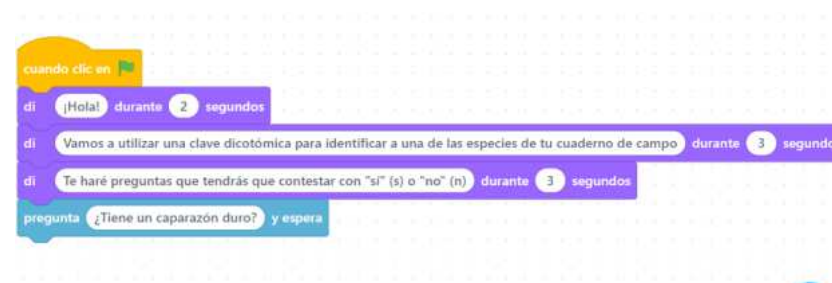 cuando clic en
di ¡Hola! durante 2 segundos
di Vamos a utilizar una clave dicotómica para identificar a una de las especies de tu cuaderno de campo durante 3 segundo
di Te haré preguntas que tendrás que contestar con "sí" (s) o "no" (n) durante 3 segundos
pregunta ¿Tiene un caparazón duro? y espera